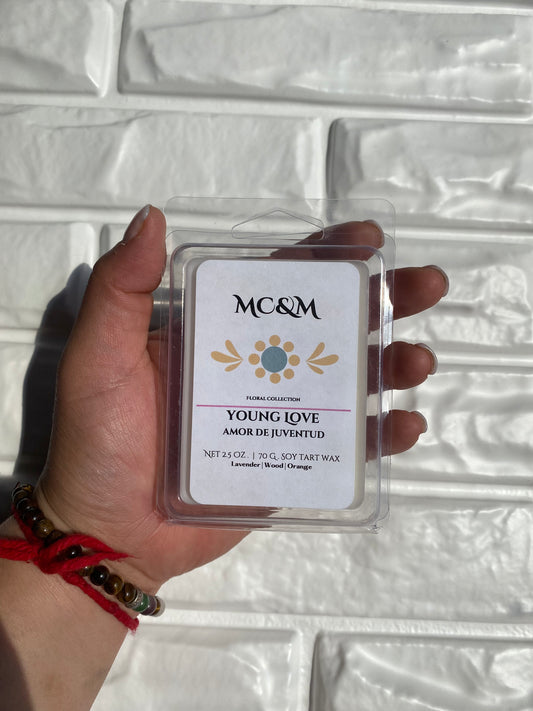 MC&M
FLORAL COLLECTION
YOUNG LOVE
AMOR DE JUVENTUD
NET 2.5 OZ. | 70 G. SOY TART WAX
Lavender | Wood | Orange